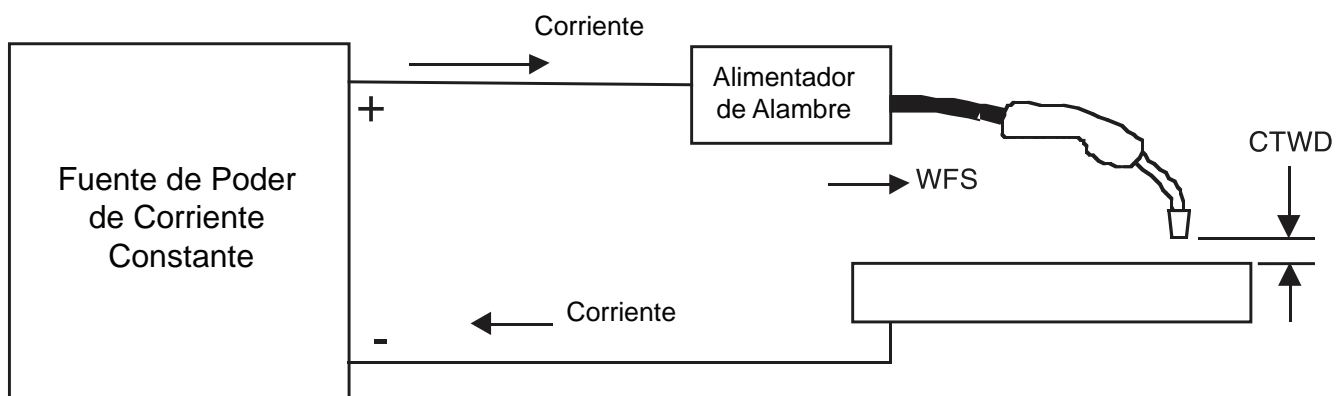 Corriente
Alimentador
de Alambre
+
CTWD
Fuente de Poder
de Corriente
Constante
WFS
Corriente
-